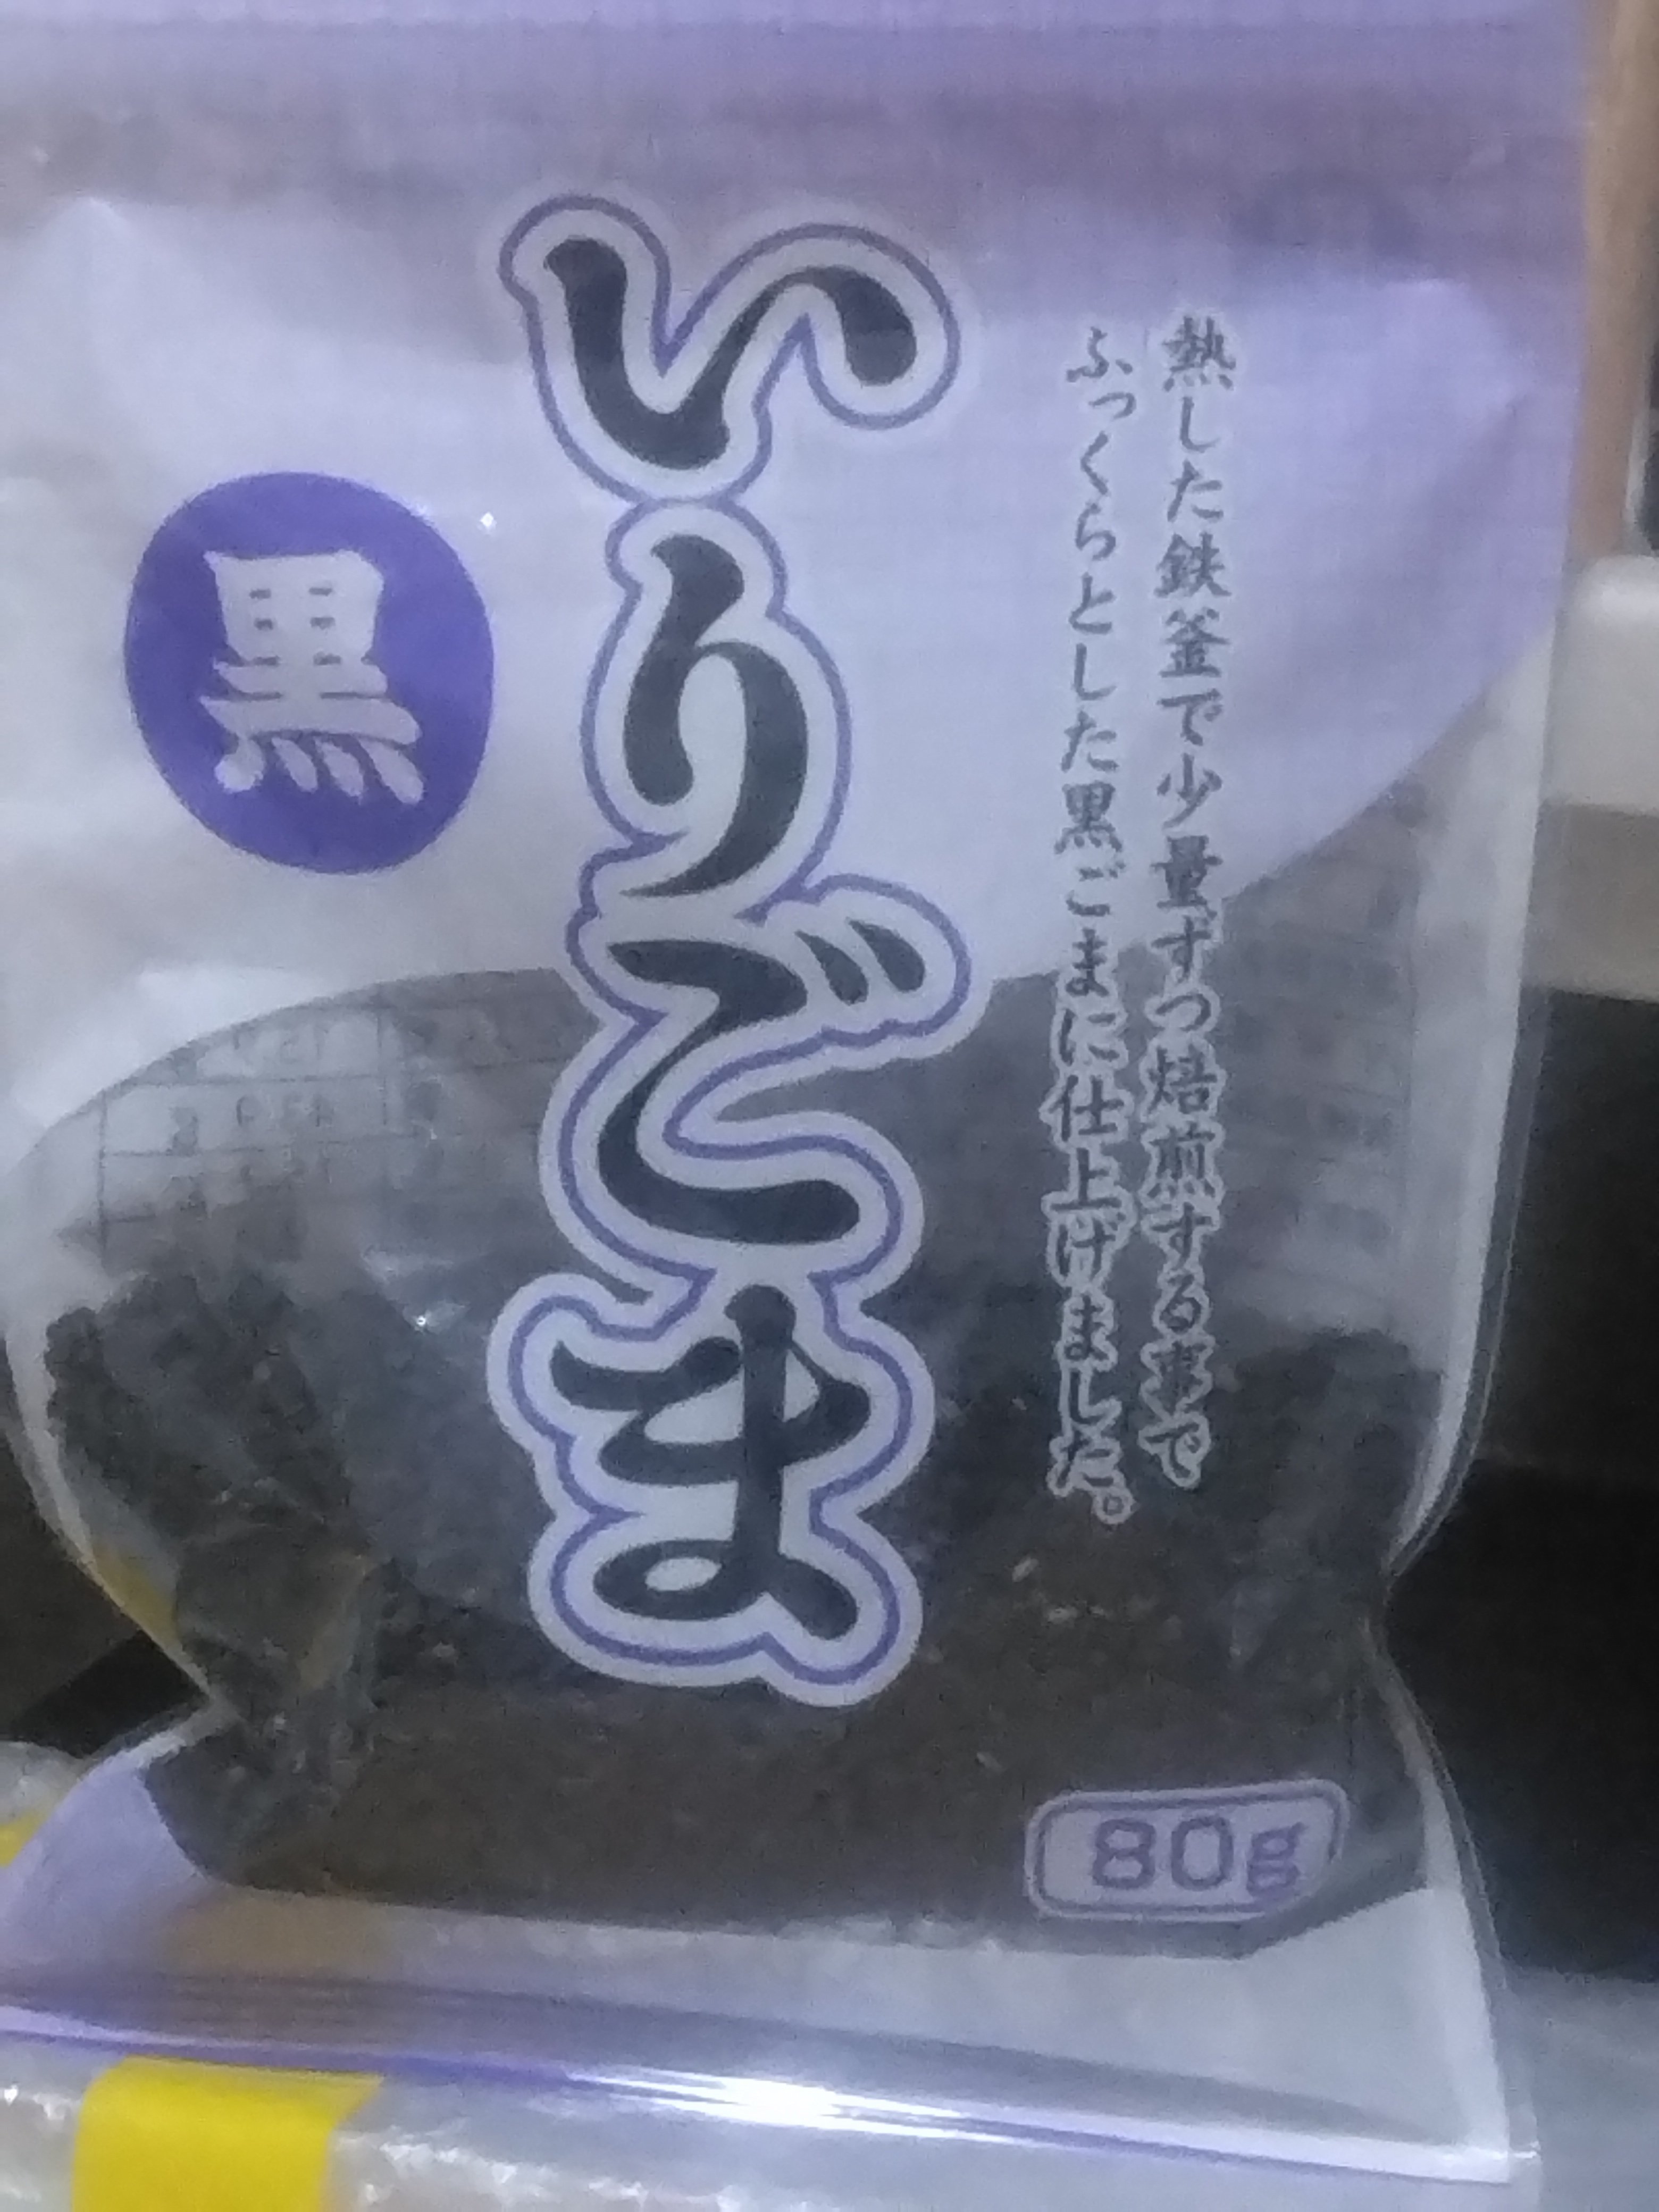 熱した鉄釜で少量ずつ焙煎する事で
ふっくらとした黒ごまに仕上げました。
いりごま
黒
80g